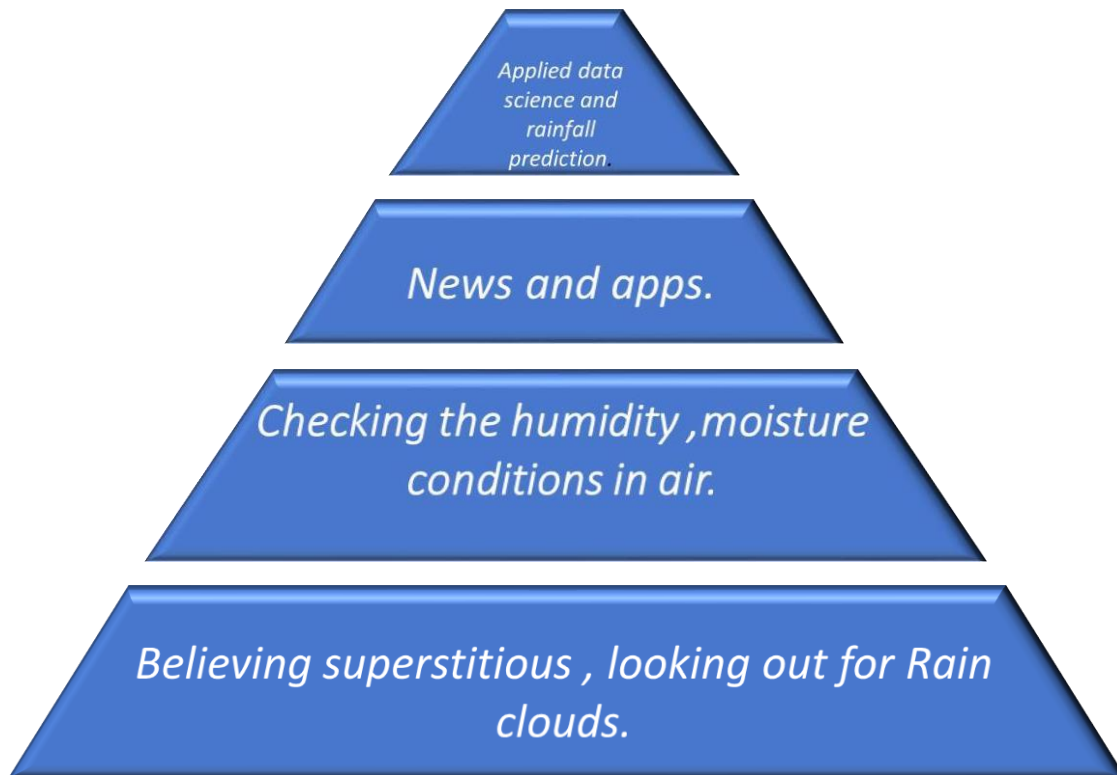 Applied data
science and
rainfall
prediction.
News and apps.
Checking the humidity ,moisture
conditions in air.
Believing superstitious , looking out for Rain
clouds.